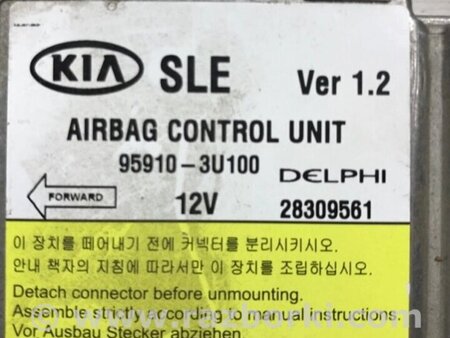 KIA SLE Ver 1.2
AIRBAG CONTROL UNIT
95910-3U100 DELPHI
FORWARD 12V 28309561
이 장치를 떼어내기 전에 커넥터를 분리시키시오.
안내 책자의 지침에 따라서만 이 장치를 조립하십시오.
Detach connector before unmounting.
Assemble strictly according to manual instructions.
Vor Ausbau Stecker abziehen